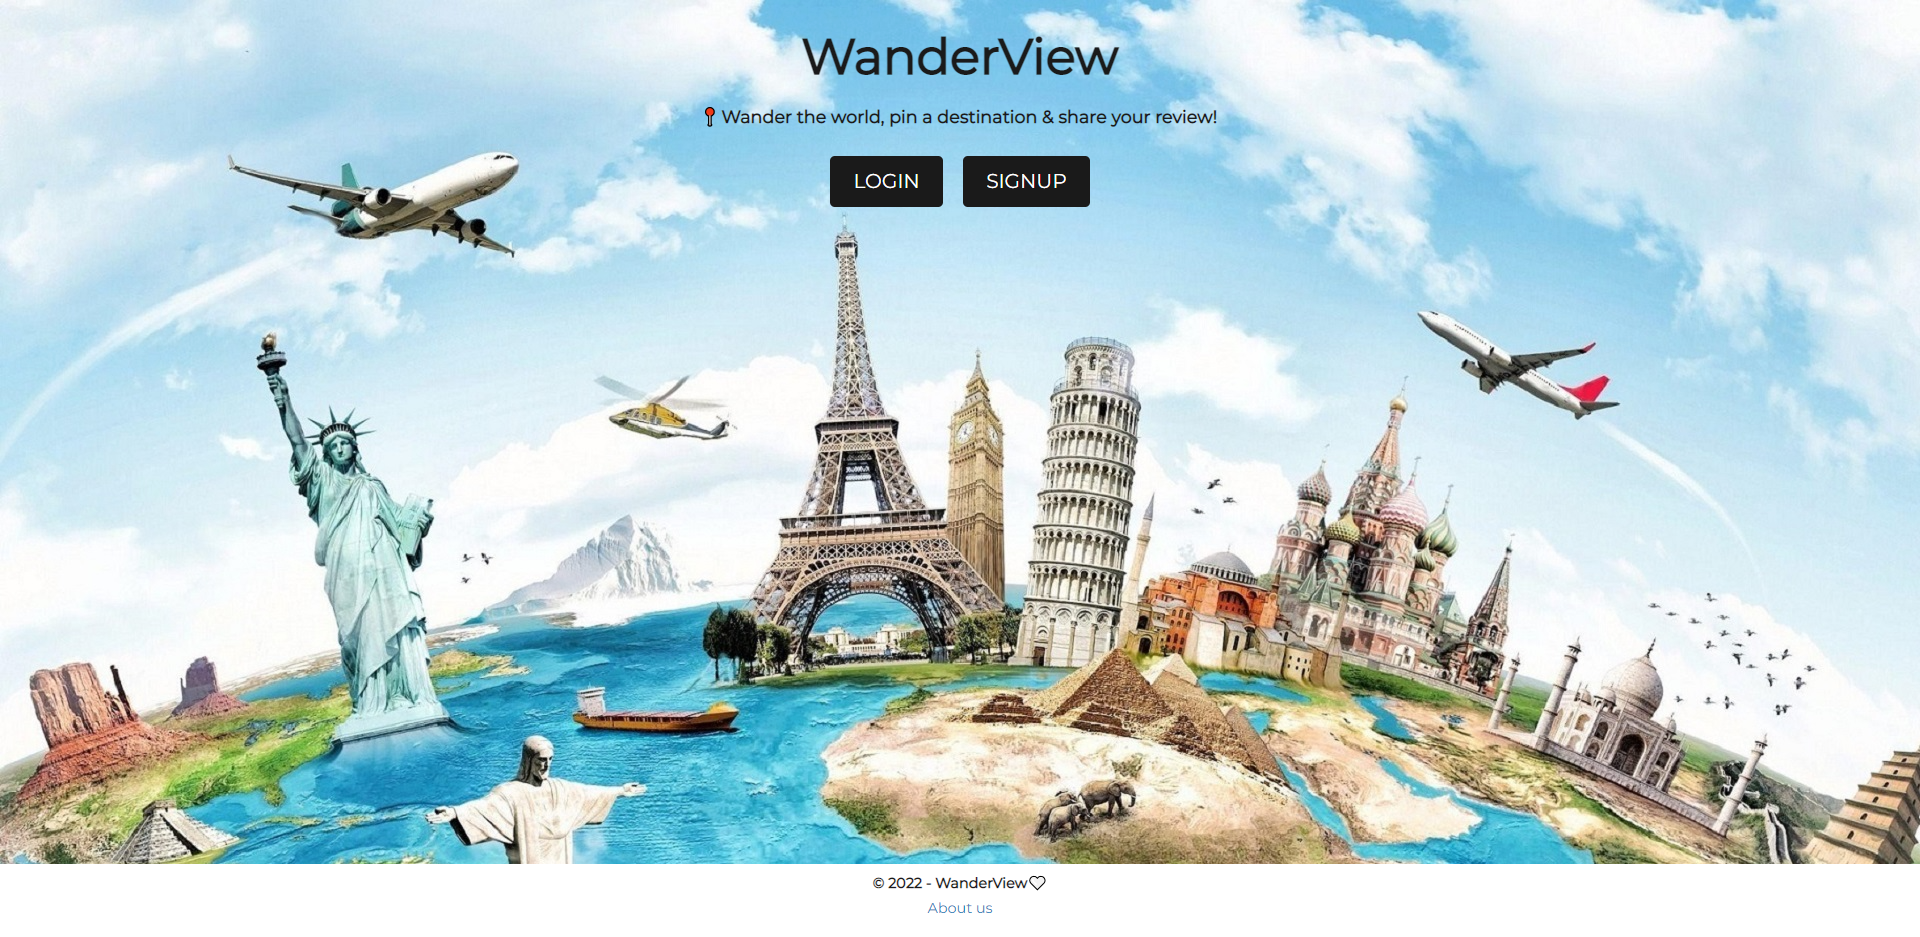 WanderView
📍Wander the world, pin a destination & share your review!
LOGIN
SIGNUP
© 2022 - WanderView♡
About us